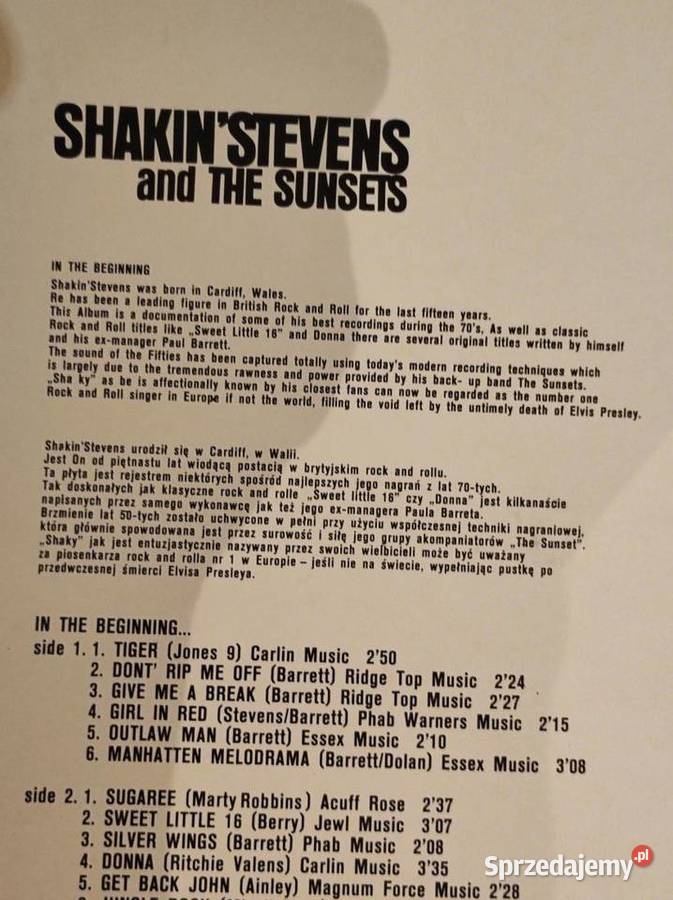 SHAKIN'STEVENS
and THE SUNSETS
IN THE BEGINNING
Shakin'Stevens was born in Cardiff, Wales.
Re has been a leading figure in British Rock and Roll for the last fifteen years.
This Album is a documentation of some of his best recordings during the 70's, As well as classic
Rock and Roll titles like „Sweet Little 16" and Donna there are several original titles written by himself
and his ex-manager Paul Barrett.
The sound of the Fifties has been captured totally using today's modern recording techniques which
is largely due to the tremendous rawness and power provided by his back- up band The Sunsets.
„Sha ky" as be is affectionally known by his closest fans can now be regarded as the number one
Rock and Roll singer in Europe if not the world, filling the void left by the untimely death of Elvis Presley.
Shakin'Stevens urodził się w Cardiff, w Walii.
Jest On od piętnastu lat wiodącą postacią w brytyjskim rock and rollu.
Ta płyta jest rejestrem niektórych spośród najlepszych jego nagrań z lat 70-tych.
Tak doskonałych jak klasyczne rock and rolle „Sweet little 16" czy „Donna" jest kilkanaście
napisanych przez samego wykonawcę jak też jego ex-managera Paula Barreta.
Brzmienie lat 50-tych zostało uchwycone w pełni przy użyciu współczesnej techniki nagraniowej,
która głównie spowodowana jest przez surowość i siłę jego grupy akompaniatorów „The Sunset".
„Shaky" jak jest entuzjastycznie nazywany przez swoich wielbicieli może być uważany
za piosenkarza rock and rolla nr 1 w Europie – jeśli nie na świecie, wypełniając pustkę po
przedwczesnej śmierci Elvisa Presleya.
IN THE BEGINNING...
side 1. 1. TIGER (Jones 9) Carlin Music 2'50
2. DONT' RIP ME OFF (Barrett) Ridge Top Music 2'24
3. GIVE ME A BREAK (Barrett) Ridge Top Music 2'27
4. GIRL IN RED (Stevens/Barrett) Phab Warners Music 2'15
5. OUTLAW MAN (Barrett) Essex Music 2'10
6. MANHATTEN MELODRAMA (Barrett/Dolan) Essex Music 3'08
side 2. 1. SUGAREE (Marty Robbins) Acuff Rose 2'37
2. SWEET LITTLE 16 (Berry) Jewl Music 3'07
3. SILVER WINGS (Barrett) Phab Music 2'08
4. DONNA (Ritchie Valens) Carlin Music 3'35
5. GET BACK JOHN (Ainley) Magnum Force Music 2'28
Sprzedajemy.pl